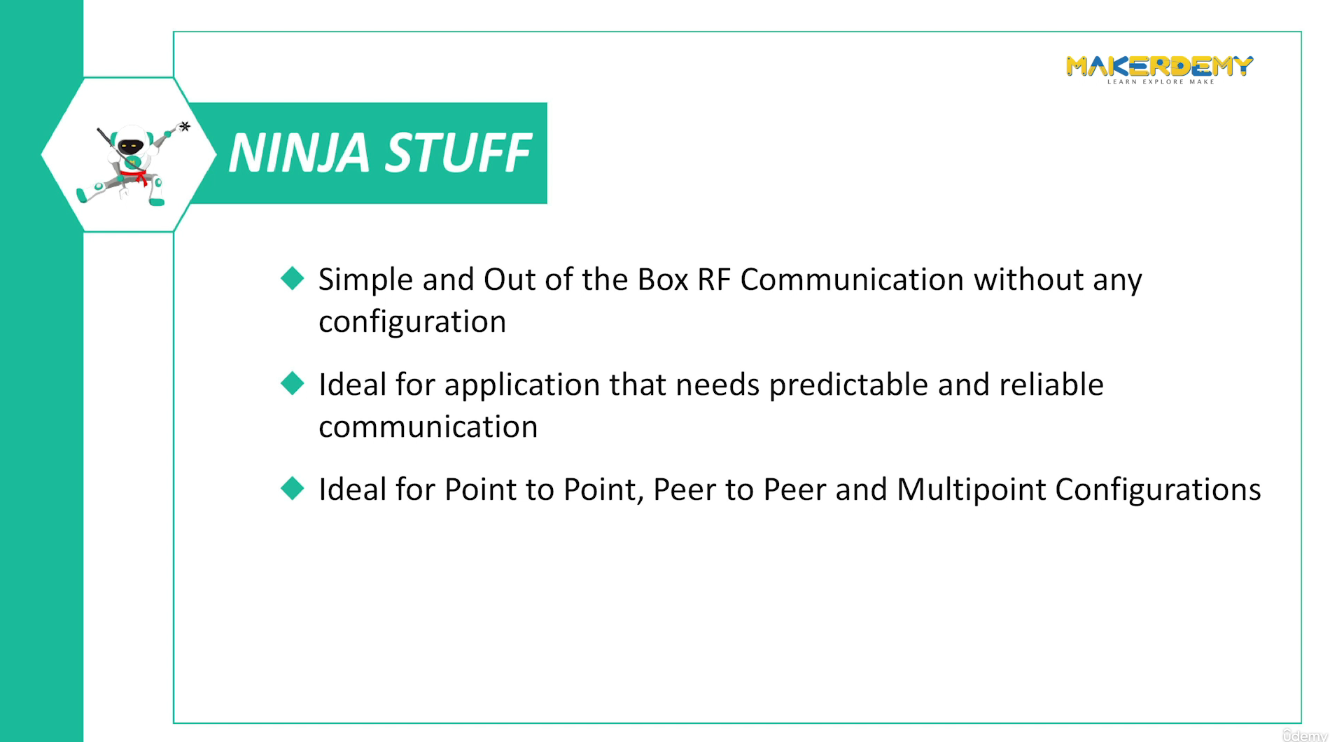 MAKERDEMY
LEARN EXPLORE MAKE
NINJA STUFF
Simple and Out of the Box RF Communication without any
configuration
Ideal for application that needs predictable and reliable
communication
Ideal for Point to Point, Peer to Peer and Multipoint Configurations
ûdemy